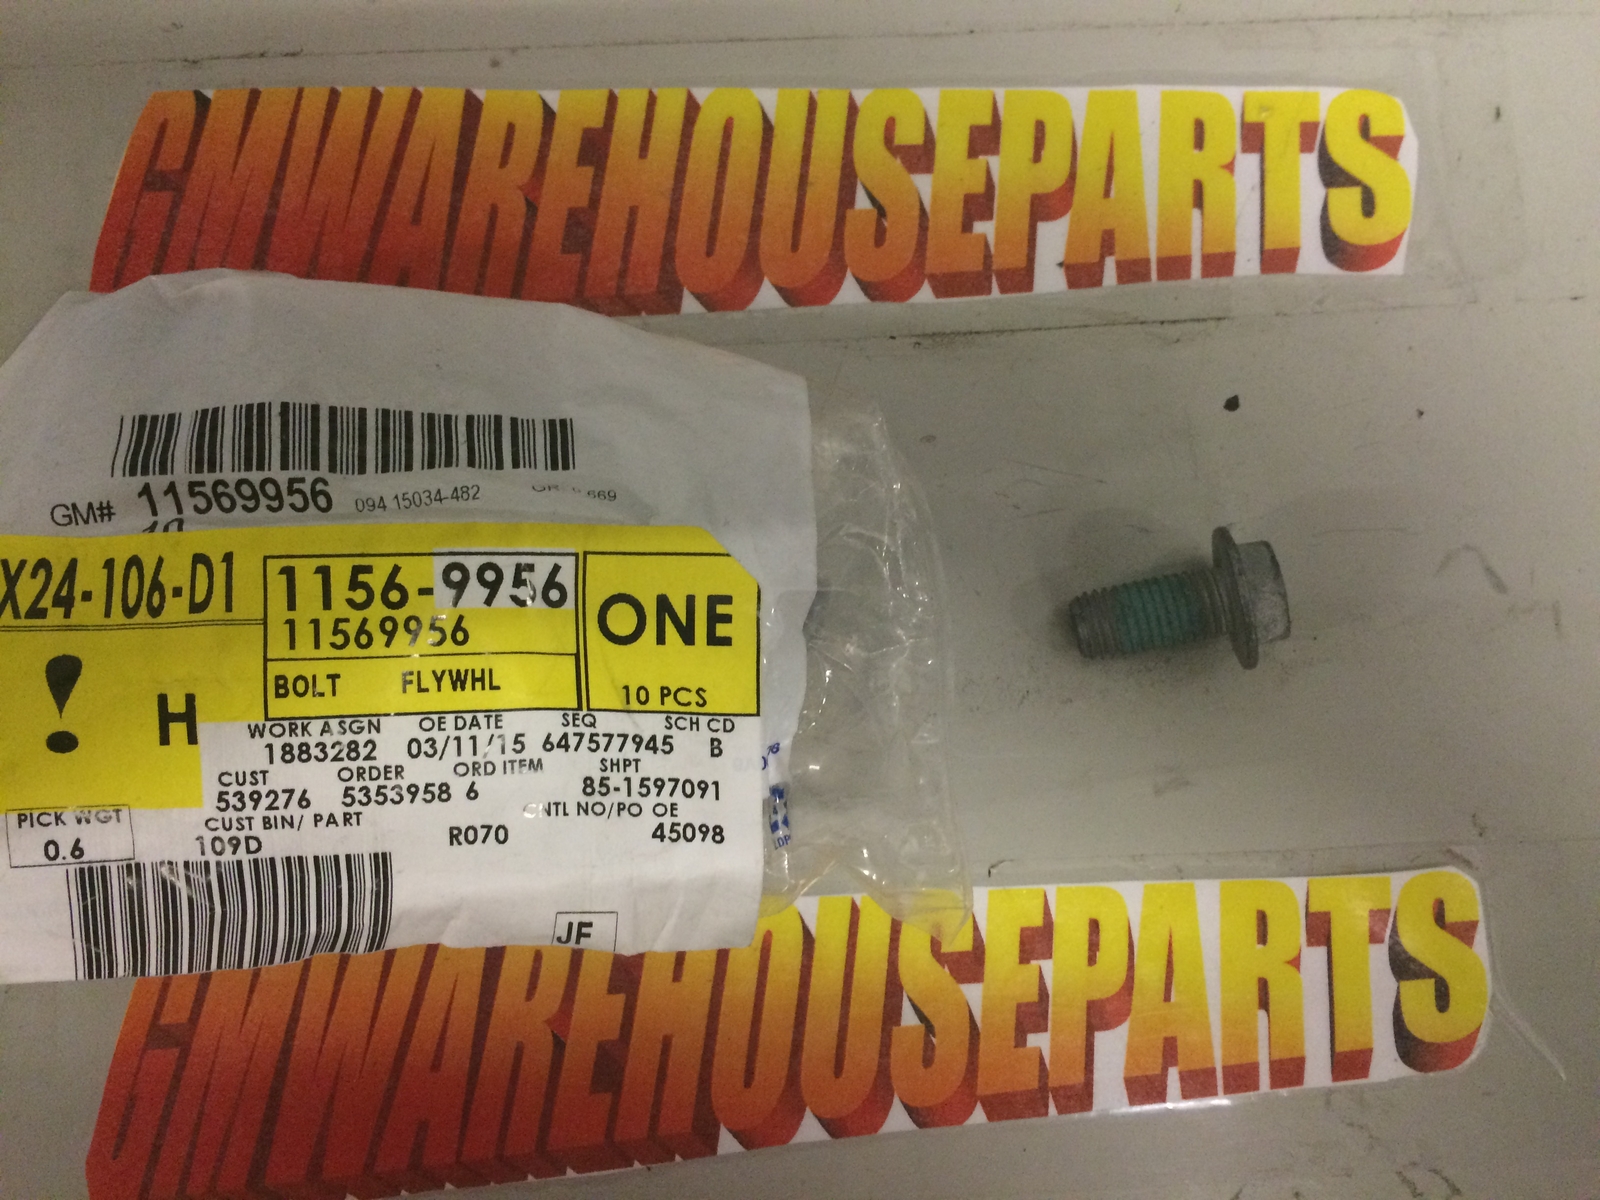 GMWAREHOUSEPARTS
GM# 11569956 094 15034-482
X24-106-D1
1156-9956
11569956
ONE
! H
BOLT FLYWHL
10 PCS
WORK ASGN OE DATE SEQ SCH CD
1883282 03/11/15 647577945 B
CUST ORDER ORD ITEM SHPT
539276 5353958 6 85-1597091
PICK WGT CUST BIN/ PART CNTL NO/PO OE
0.6 109D R070 45098
JF
GMWAREHOUSEPARTS